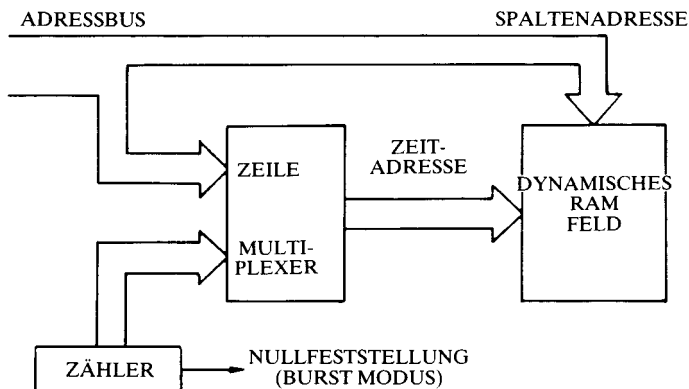 ADRESSBUS
SPALTENADRESSE
ZEILE
MULTI-
PLEXER
ZEIT-
ADRESSE
DYNAMISCHES
RAM
FELD
ZÄHLER
NULLFESTSTELLUNG
(BURST MODUS)